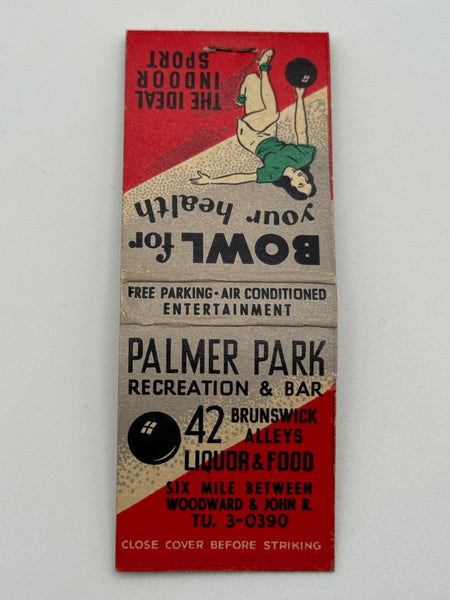 THE IDEAL
INDOOR
SPORT
BOWL for
your health
FREE PARKING - AIR CONDITIONED
ENTERTAINMENT
PALMER PARK
RECREATION & BAR
42 BRUNSWICK
ALLEYS
LIQUOR & FOOD
SIX MILE BETWEEN
WOODWARD & JOHN R.
TU. 3-0390
CLOSE COVER BEFORE STRIKING